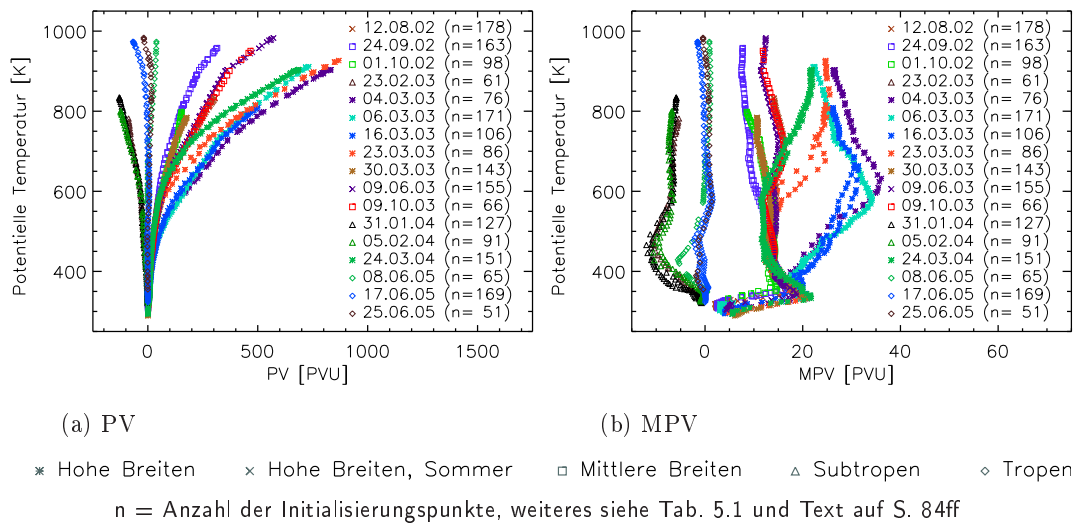 1000
800
600
400
Potentielle Temperatur [K]
0
500
1000
1500
PV [PVU]
12.08.02 (n=178)
24.09.02 (n=163)
01.10.02 (n= 98)
23.02.03 (n= 61)
04.03.03 (n= 76)
06.03.03 (n=171)
16.03.03 (n=106)
23.03.03 (n= 86)
30.03.03 (n=143)
09.06.03 (n=155)
09.10.03 (n= 66)
31.01.04 (n=127)
05.02.04 (n= 91)
24.03.04 (n=151)
08.06.05 (n= 65)
17.06.05 (n=169)
25.06.05 (n= 51)
(a) PV
1000
800
600
400
Potentielle Temperatur [K]
0
20
40
60
MPV [PVU]
12.08.02 (n=178)
24.09.02 (n=163)
01.10.02 (n= 98)
23.02.03 (n= 61)
04.03.03 (n= 76)
06.03.03 (n=171)
16.03.03 (n=106)
23.03.03 (n= 86)
30.03.03 (n=143)
09.06.03 (n=155)
09.10.03 (n= 66)
31.01.04 (n=127)
05.02.04 (n= 91)
24.03.04 (n=151)
08.06.05 (n= 65)
17.06.05 (n=169)
25.06.05 (n= 51)
(b) MPV
Hohe Breiten
Hohe Breiten, Sommer
Mittlere Breiten
Subtropen
Tropen
n = Anzahl der Initialisierungspunkte, weiteres siehe Tab. 5.1 und Text auf S. 84ff